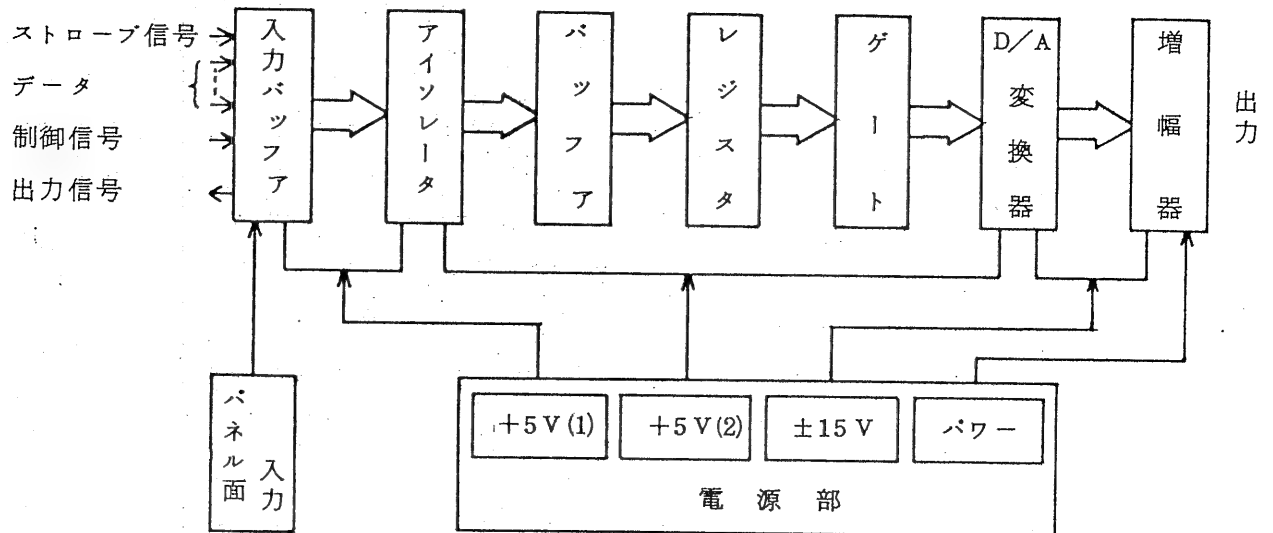 ストローブ信号
データ
制御信号
出力信号
入力バッファ
アイソレータ
バッファ
レジスタ
ゲート
D/A変換器
増幅器
出力
パネル面入力
+5V(1)
+5V(2)
±15V
パワー
電源部